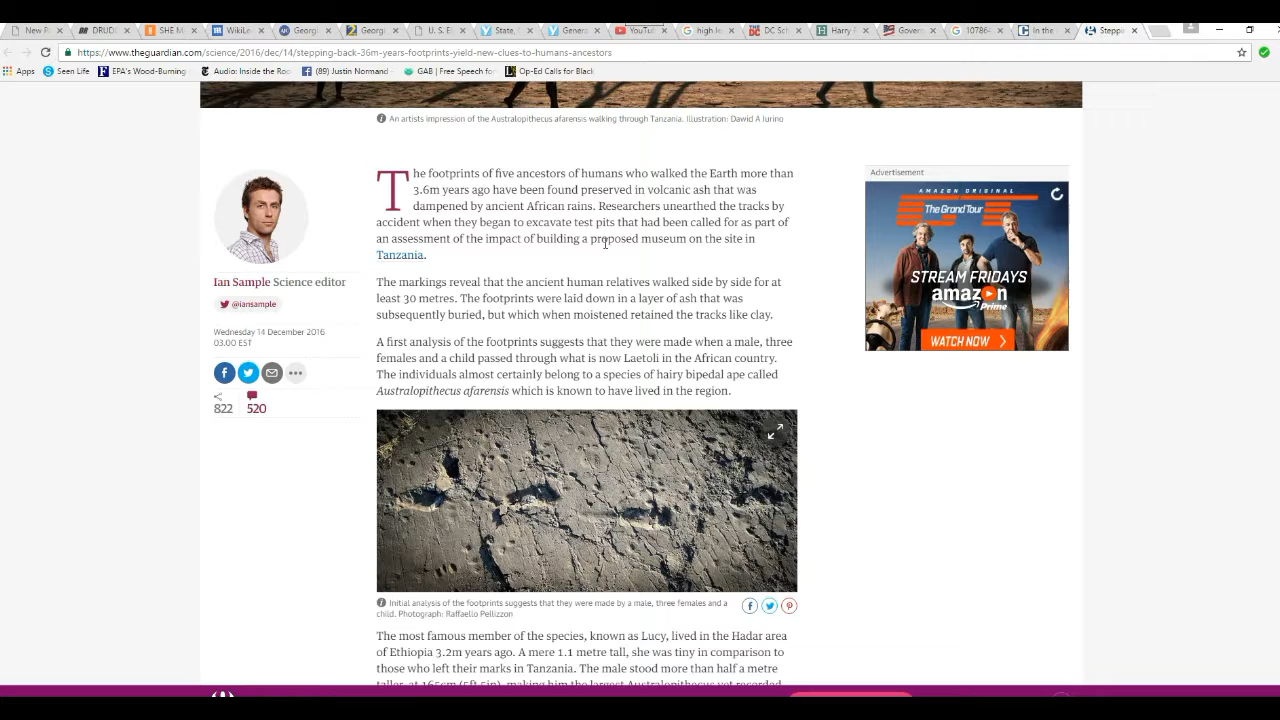 New P
DRUD
SHE M
WikiLe
Georgi
Georgi
U. S. E
State,
Genera
YouTu
high le
DC Sc
Harry
Govern
10786
In the
Steppi
https://www.theguardian.com/science/2016/dec/14/stepping-back-36m-years-footprints-yield-new-clues-to-humans-ancestors
Apps
Seen Life
EPA's Wood-Burning
Audio: Inside the Roo
(89) Justin Normand
GAB | Free Speech fo
Op-Ed Calls for Black
An artists impression of the Australopithecus afarensis walking through Tanzania. Illustration: Dawid A Iurino
The footprints of five ancestors of humans who walked the Earth more than
3.6m years ago have been found preserved in volcanic ash that was
dampened by ancient African rains. Researchers unearthed the tracks by
accident when they began to excavate test pits that had been called for as part of
an assessment of the impact of building a proposed museum on the site in
Tanzania.
Ian Sample Science editor
@iansample
Wednesday 14 December 2016
03.00 EST
822
520
The markings reveal that the ancient human relatives walked side by side for at
least 30 metres. The footprints were laid down in a layer of ash that was
subsequently buried, but which when moistened retained the tracks like clay.
A first analysis of the footprints suggests that they were made when a male, three
females and a child passed through what is now Laetoli in the African country.
The individuals almost certainly belong to a species of hairy bipedal ape called
Australopithecus afarensis which is known to have lived in the region.
Initial analysis of the footprints suggests that they were made by a male, three females and a
child. Photograph: Raffaello Pellizzon
The most famous member of the species, known as Lucy, lived in the Hadar area
of Ethiopia 3.2m years ago. A mere 1.1 metre tall, she was tiny in comparison to
those who left their marks in Tanzania. The male stood more than half a metre
taller, at 165cm (5ft 5in), making him the largest Australopithecus yet recorded
Advertisement
AMAZON ORIGINAL
The Grand Tour
STREAM FRIDAYS
amazon
Prime
WATCH NOW